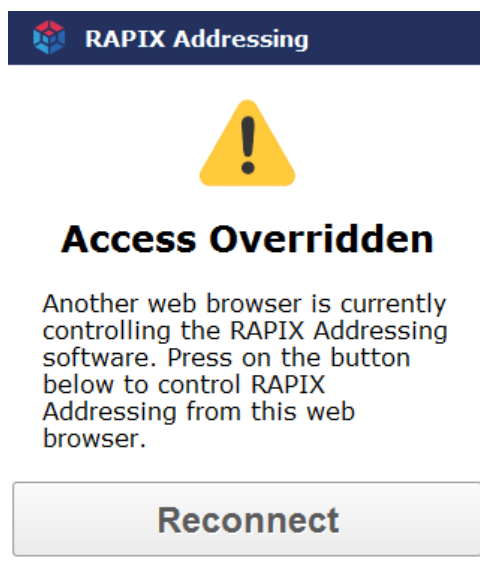 RAPIX Addressing
Access Overridden
Another web browser is currently
controlling the RAPIX Addressing
software. Press on the button
below to control RAPIX
Addressing from this web
browser.
Reconnect